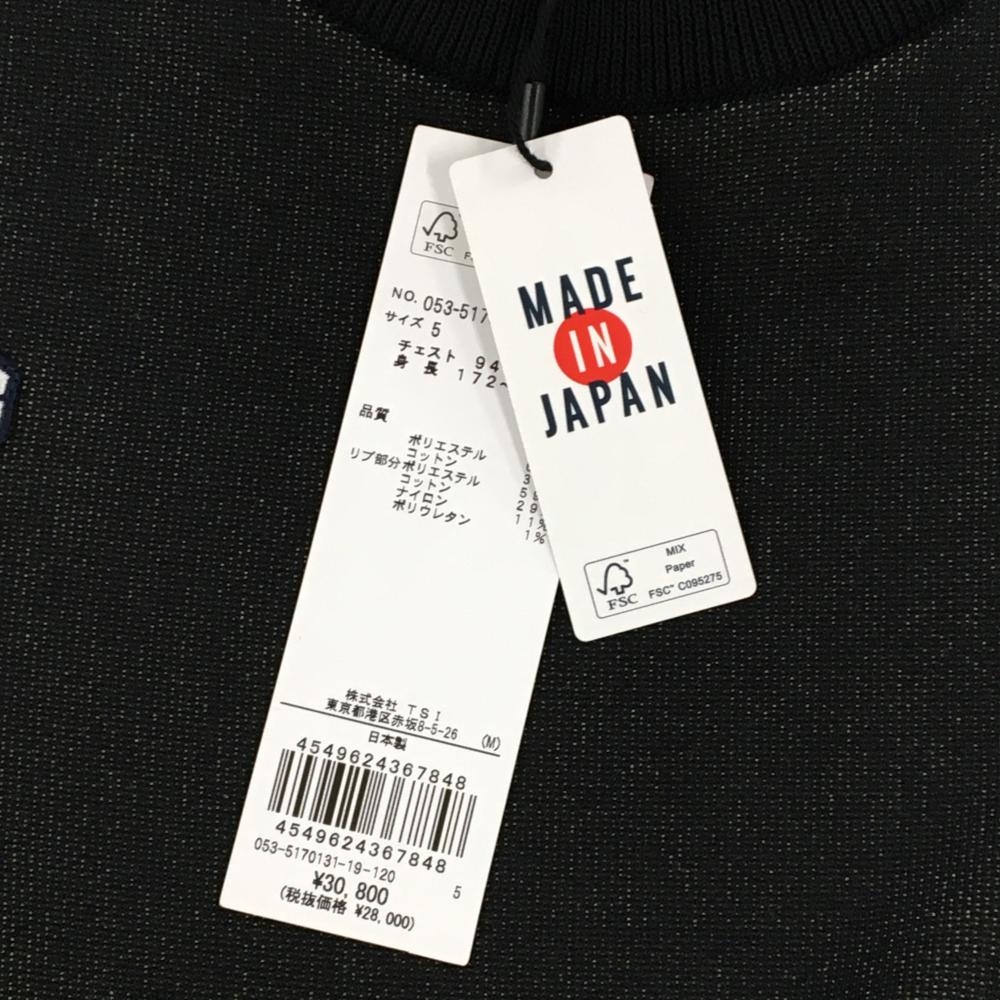 FSC
NO. 053-517
サイズ 5
チェスト 94
身長 172~
品質
ポリエステル
コットン
リブ部分 ポリエステル
コットン
ナイロン 11%
ポリウレタン 1%
株式会社 TSI
東京都港区赤坂8-5-26 (M)
日本製
4549624367848
4549624367848
053-5170131-19-120
5
¥30,800
(税抜価格 ¥28,000)
MADE
IN
JAPAN
MIX
Paper
FSC™ C095275
FSC